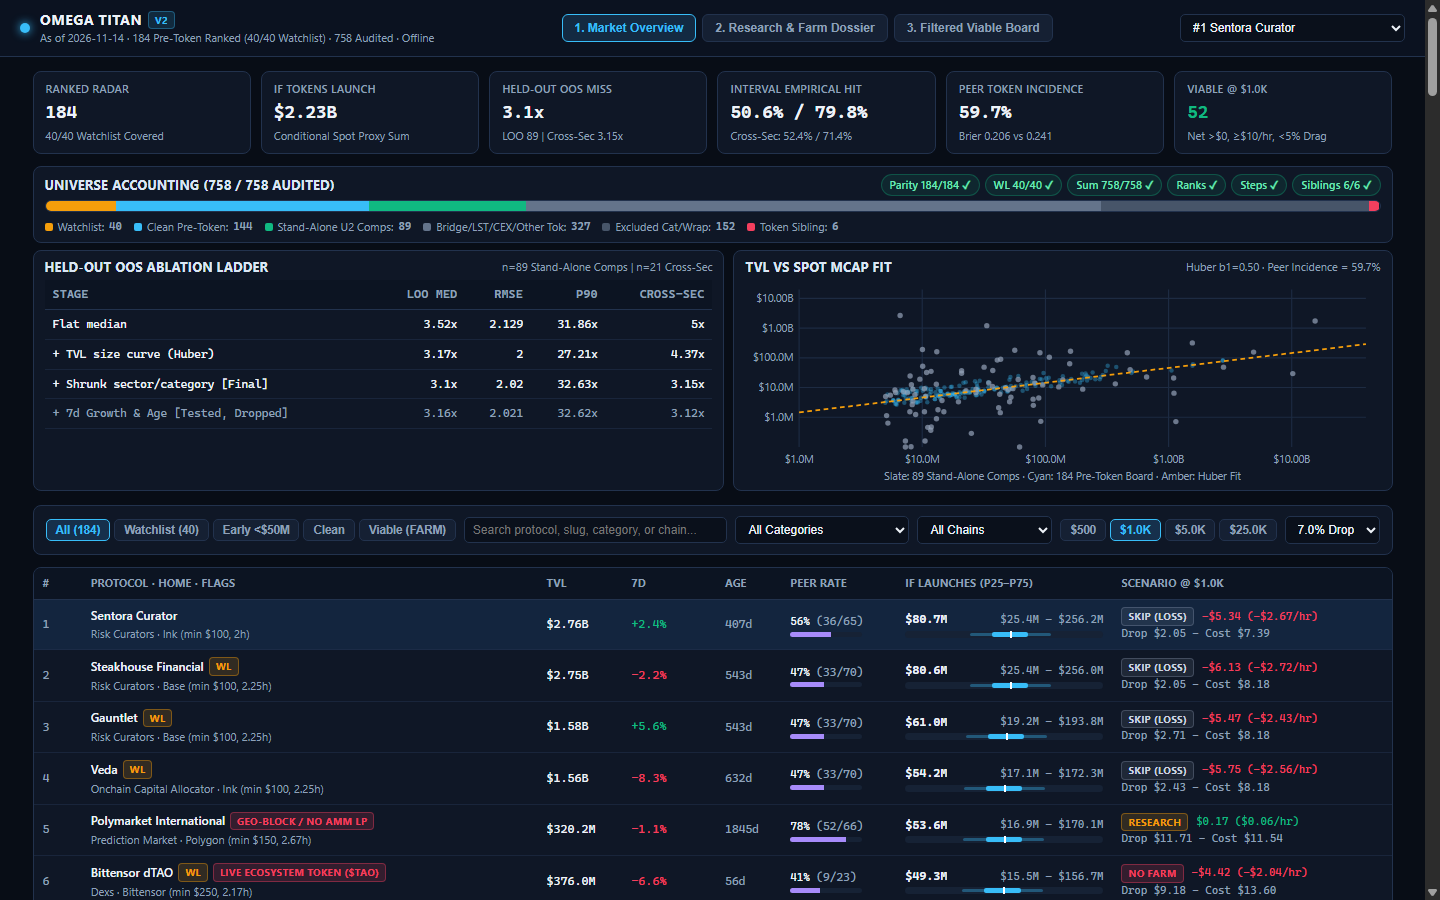 OMEGA TITAN V2
As of 2026-11-14 · 184 Pre-Token Ranked (40/40 Watchlist) · 758 Audited · Offline
1. Market Overview
2. Research & Farm Dossier
3. Filtered Viable Board
#1 Sentora Curator
RANKED RADAR
184
40/40 Watchlist Covered
IF TOKENS LAUNCH
$2.23B
Conditional Spot Proxy Sum
HELD-OUT OOS MISS
3.1x
LOO 89 | Cross-Sec 3.15x
INTERVAL EMPIRICAL HIT
50.6% / 79.8%
Cross-Sec: 52.4% / 71.4%
PEER TOKEN INCIDENCE
59.7%
Brier 0.206 vs 0.241
VIABLE @ $1.0K
52
Net >$0, ≥$10/hr, <5% Drag
UNIVERSE ACCOUNTING (758 / 758 AUDITED)
Parity 184/184 ✓
WL 40/40 ✓
Sum 758/758 ✓
Ranks ✓
Steps ✓
Siblings 6/6 ✓
Watchlist: 40
Clean Pre-Token: 144
Stand-Alone U2 Comps: 89
Bridge/LST/CEX/Other Tok: 327
Excluded Cat/Wrap: 152
Token Sibling: 6
HELD-OUT OOS ABLATION LADDER
n=89 Stand-Alone Comps | n=21 Cross-Sec
STAGE LOO MED RMSE P90 CROSS-SEC
Flat median 3.52x 2.129 31.86x 5x
+ TVL size curve (Huber) 3.17x 2 27.21x 4.37x
+ Shrunk sector/category [Final] 3.1x 2.02 32.63x 3.15x
+ 7d Growth & Age [Tested, Dropped] 3.16x 2.021 32.62x 3.12x
TVL VS SPOT MCAP FIT
Huber b1=0.50 · Peer Incidence = 59.7%
$10.00B
$1.00B
$100.0M
$10.0M
$1.0M
$1.0M $10.0M $100.0M $1.00B $10.00B
Slate: 89 Stand-Alone Comps · Cyan: 184 Pre-Token Board · Amber: Huber Fit
All (184)
Watchlist (40)
Early <$50M
Clean
Viable (FARM)
Search protocol, slug, category, or chain...
All Categories
All Chains
$500
$1.0K
$5.0K
$25.0K
7.0% Drop
# PROTOCOL · HOME · FLAGS TVL 7D AGE PEER RATE IF LAUNCHES (P25–P75) SCENARIO @ $1.0K
1 Sentora Curator $2.76B +2.4% 407d 56% (36/65) $80.7M $25.4M – $256.2M SKIP (LOSS) −$5.34 (−$2.67/hr)
Risk Curators · Ink (min $100, 2h) Drop $2.05 − Cost $7.39
2 Steakhouse Financial WL $2.75B −2.2% 543d 47% (33/70) $80.6M $25.4M – $256.0M SKIP (LOSS) −$6.13 (−$2.72/hr)
Risk Curators · Base (min $100, 2.25h) Drop $2.05 − Cost $8.18
3 Gauntlet WL $1.58B +5.6% 543d 47% (33/70) $61.0M $19.2M – $193.8M SKIP (LOSS) −$5.47 (−$2.43/hr)
Risk Curators · Base (min $100, 2.25h) Drop $2.71 − Cost $8.18
4 Veda WL $1.56B −8.3% 632d 47% (33/70) $54.2M $17.1M – $172.3M SKIP (LOSS) −$5.75 (−$2.56/hr)
Onchain Capital Allocator · Ink (min $100, 2.25h) Drop $2.43 − Cost $8.18
5 Polymarket International GEO-BLOCK / NO AMM LP $320.2M −1.1% 1845d 78% (52/66) $53.6M $16.9M – $170.1M RESEARCH $0.17 ($0.06/hr)
Prediction Market · Polygon (min $150, 2.67h) Drop $11.71 − Cost $11.54
6 Bittensor dTAO WL LIVE ECOSYSTEM TOKEN ($TAO) $376.0M −6.6% 56d 41% (9/23) $49.3M $15.5M – $156.7M NO FARM −$4.42 (−$2.04/hr)
Dexs · Bittensor (min $250, 2.17h) Drop $9.18 − Cost $13.60